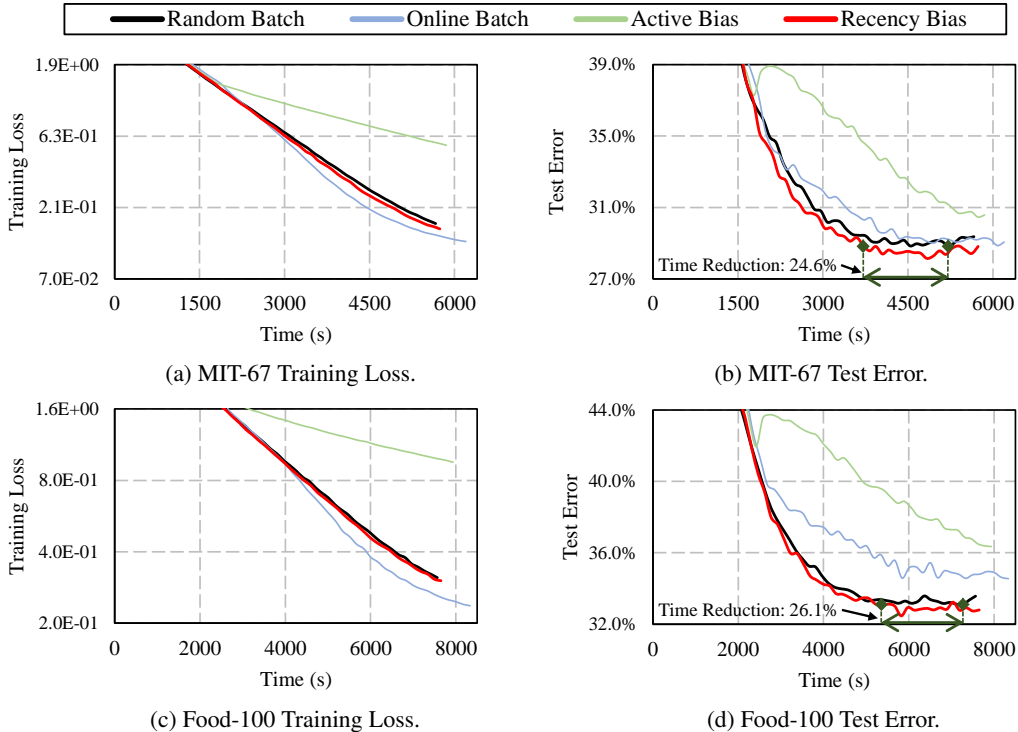 Random Batch Online Batch Active Bias Recency Bias
1.9E+00
6.3E-01
2.1E-01
7.0E-02
Training Loss
0 1500 3000 4500 6000
Time (s)
(a) MIT-67 Training Loss.
39.0%
35.0%
31.0%
27.0%
Test Error
Time Reduction: 24.6%
0 1500 3000 4500 6000
Time (s)
(b) MIT-67 Test Error.
1.6E+00
8.0E-01
4.0E-01
2.0E-01
Training Loss
0 2000 4000 6000 8000
Time (s)
(c) Food-100 Training Loss.
44.0%
40.0%
36.0%
32.0%
Test Error
Time Reduction: 26.1%
0 2000 4000 6000 8000
Time (s)
(d) Food-100 Test Error.